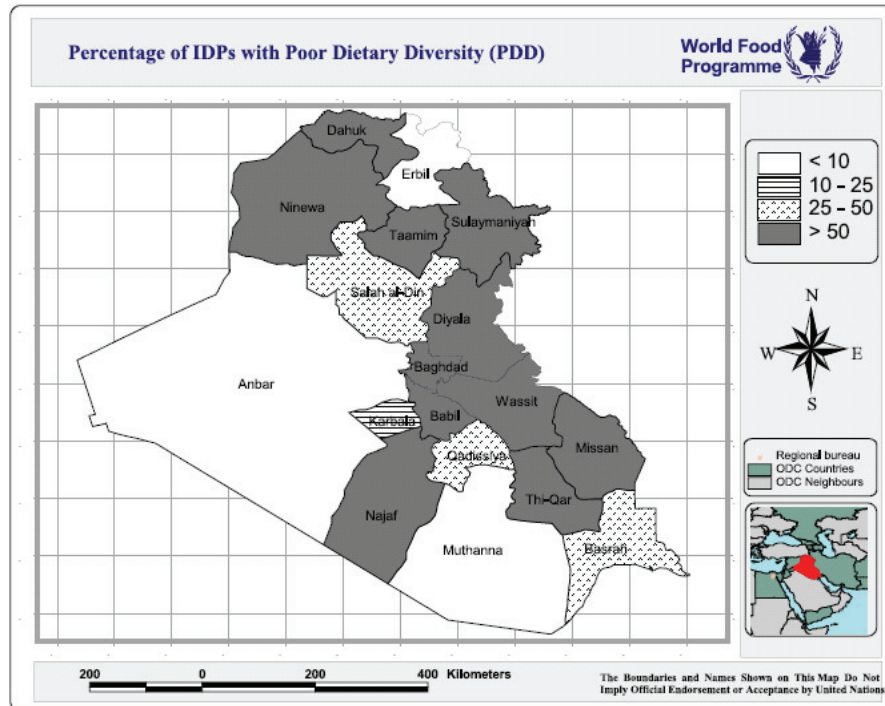 Percentage of IDPs with Poor Dietary Diversity (PDD)
World Food
Programme
< 10
10 - 25
25 - 50
> 50
N
W
E
S
Regional bureau
ODC Countries
ODC Neighbours
Dahuk
Erbil
Ninewa
Taamim
Sulaymaniyah
Salah al-Din
Diyala
Baghdad
Anbar
Wassit
Babil
Karbala
Missan
Qadissiya
Thi-Qar
Najaf
Muthanna
Basrah
200
0
200
400
Kilometers
The Boundaries and Names Shown on This Map Do Not
Imply Official Endorsement or Acceptance by United Nations